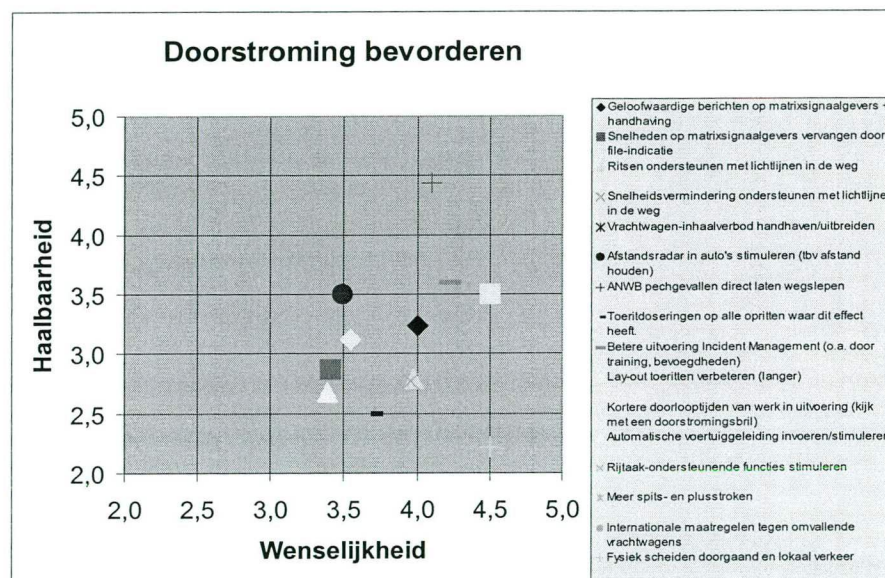 Doorstroming bevorderen
Haalbaarheid
5,0
4,5
4,0
3,5
3,0
2,5
2,0
2,0 2,5 3,0 3,5 4,0 4,5 5,0
Wenselijkheid
Geloofwaardige berichten op matrixsignaalgevers +
handhaving
Snelheden op matrixsignaalgevers vervangen door
file-indicatie
Ritsen ondersteunen met lichtlijnen in de weg
Snelheidsvermindering ondersteunen met lichtlijne
in de weg
Vrachtwagen-inhaalverbod handhaven/uitbreiden
Afstandsradar in auto's stimuleren (tbv afstand
houden)
ANWB pechgevallen direct laten wegslepen
Toeritdoseringen op alle opritten waar dit effect
heeft.
Betere uitvoering Incident Management (o.a. door
training, bevoegdheden)
Lay-out toeritten verbeteren (langer)
Kortere doorlooptijden van werk in uitvoering (kijk
met een doorstromingsbril)
Automatische voertuiggeleiding invoeren/stimuleren
Rijtaak-ondersteunende functies stimuleren
Meer spits- en plusstroken
Internationale maatregelen tegen omvallende
vrachtwagens
Fysiek scheiden doorgaand en lokaal verkeer